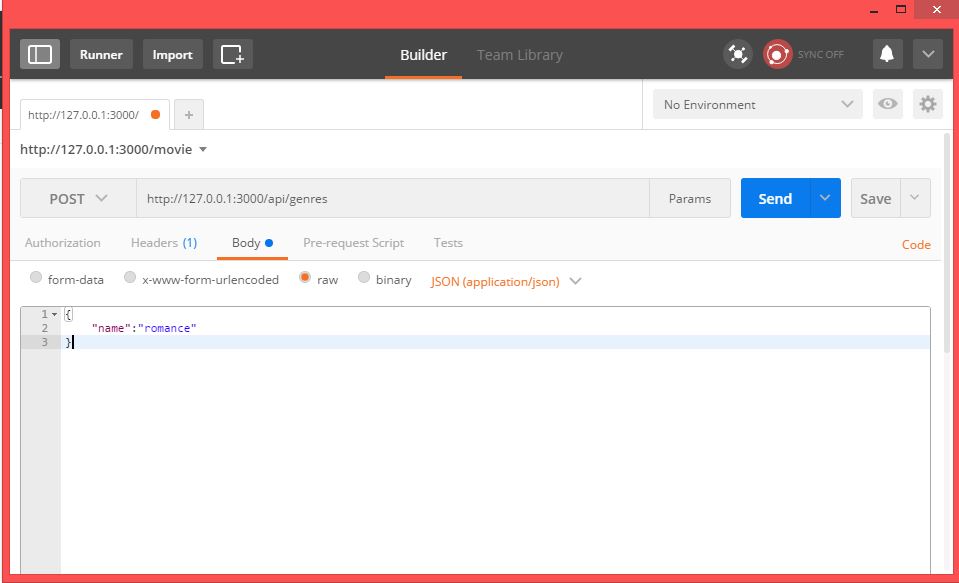 Runner Import Builder Team Library SYNC OFF
http://127.0.0.1:3000/ + No Environment
http://127.0.0.1:3000/movie
POST http://127.0.0.1:3000/api/genres Params Send Save
Authorization Headers (1) Body Pre-request Script Tests Code
form-data x-www-form-urlencoded raw binary JSON (application/json)
1 {
2 "name":"romance"
3 }